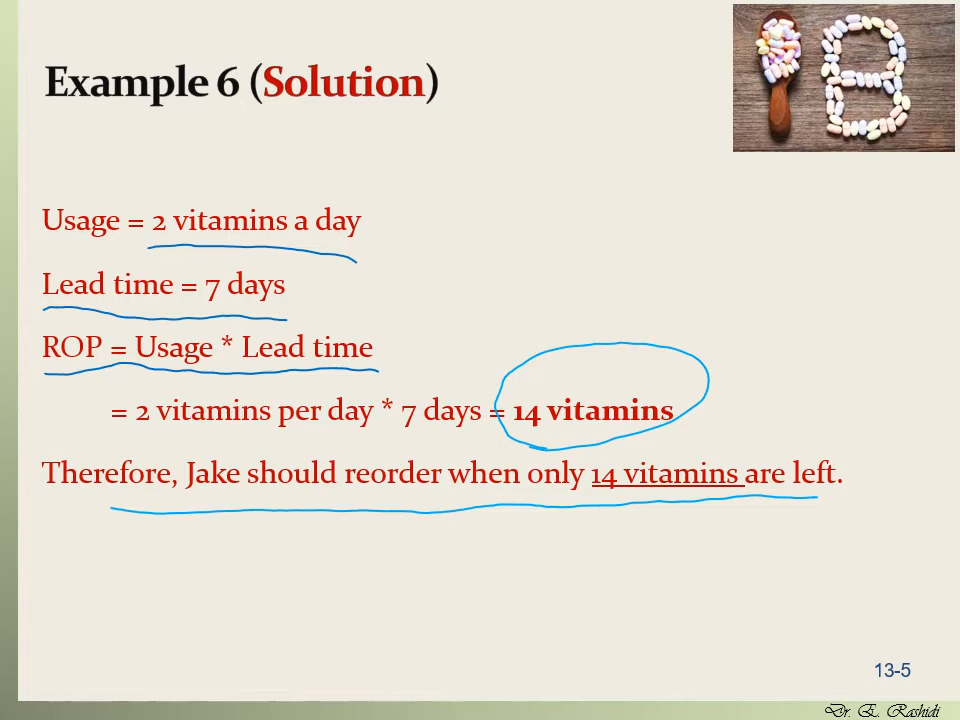 Example 6 (Solution)
Usage = 2 vitamins a day
Lead time = 7 days
ROP = Usage * Lead time
= 2 vitamins per day * 7 days = 14 vitamins
Therefore, Jake should reorder when only 14 vitamins are left.
13-5
Dr. E. Rashidi